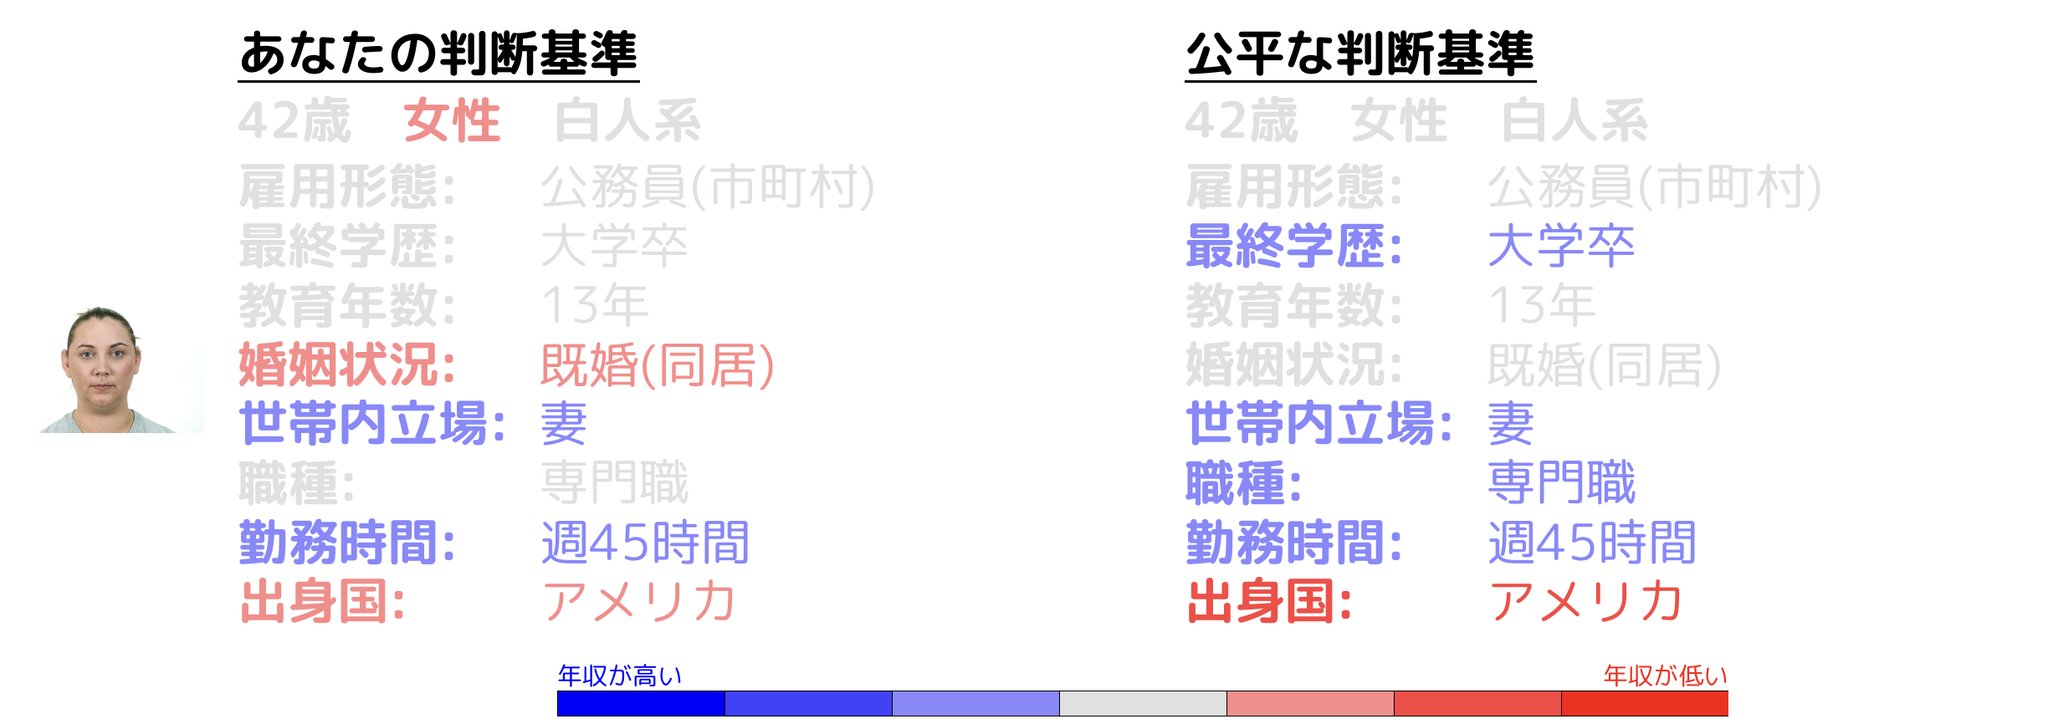 あなたの判断基準
42歳 女性 白人系
雇用形態: 公務員(市町村)
最終学歴: 大学卒
教育年数: 13年
婚姻状況: 既婚(同居)
世帯内立場: 妻
職種: 専門職
勤務時間: 週45時間
出身国: アメリカ
公平な判断基準
42歳 女性 白人系
雇用形態: 公務員(市町村)
最終学歴: 大学卒
教育年数: 13年
婚姻状況: 既婚(同居)
世帯内立場: 妻
職種: 専門職
勤務時間: 週45時間
出身国: アメリカ
年収が高い
年収が低い